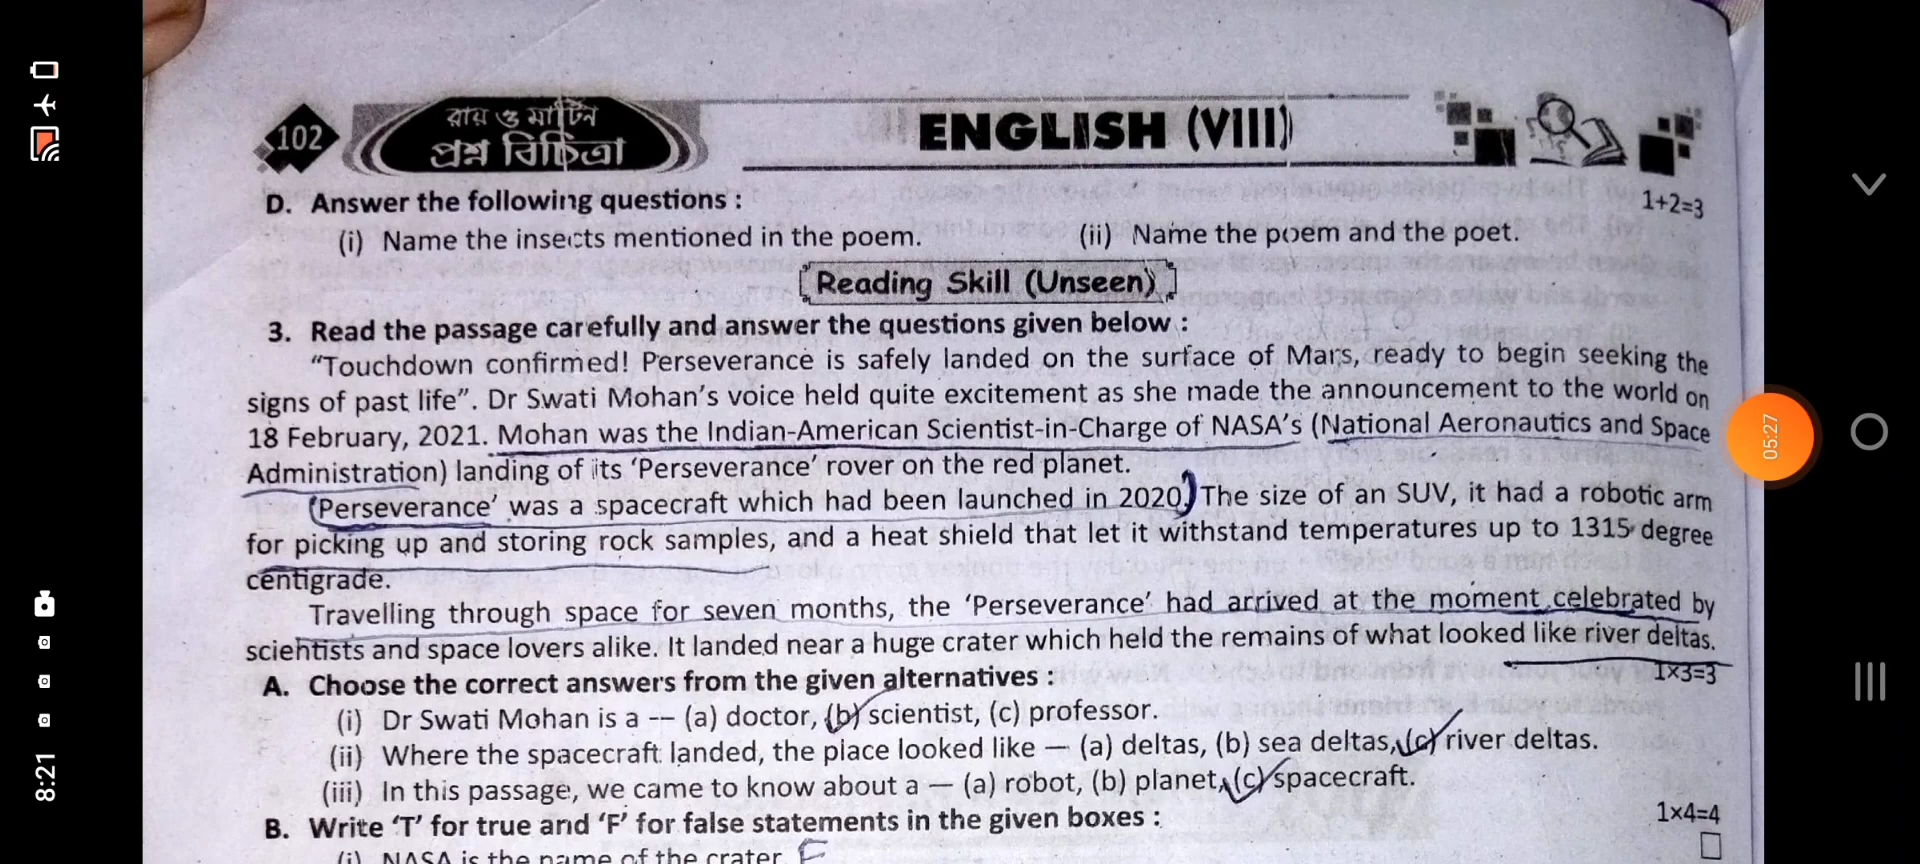 102
রায় ও মার্টিন
প্রশ্ন বিচিত্রা
ENGLISH (VIII)
D. Answer the following questions : 1+2=3
(i) Name the insects mentioned in the poem. (ii) Name the poem and the poet.
Reading Skill (Unseen)
3. Read the passage carefully and answer the questions given below :
“Touchdown confirmed! Perseverance is safely landed on the surface of Mars, ready to begin seeking the
signs of past life”. Dr Swati Mohan’s voice held quite excitement as she made the announcement to the world on
18 February, 2021. Mohan was the Indian-American Scientist-in-Charge of NASA’s (National Aeronautics and Space
Administration) landing of its ‘Perseverance’ rover on the red planet.
‘Perseverance’ was a spacecraft which had been launched in 2020. The size of an SUV, it had a robotic arm
for picking up and storing rock samples, and a heat shield that let it withstand temperatures up to 1315 degree
centigrade.
Travelling through space for seven months, the ‘Perseverance’ had arrived at the moment celebrated by
scientists and space lovers alike. It landed near a huge crater which held the remains of what looked like river deltas.
A. Choose the correct answers from the given alternatives : 1×3=3
(i) Dr Swati Mohan is a — (a) doctor, (b) scientist, (c) professor.
(ii) Where the spacecraft landed, the place looked like — (a) deltas, (b) sea deltas, (c) river deltas.
(iii) In this passage, we came to know about a — (a) robot, (b) planet, (c) spacecraft.
B. Write ‘T’ for true and ‘F’ for false statements in the given boxes : 1×4=4
(i) NASA is the name of the crater. F
05:27
8:21